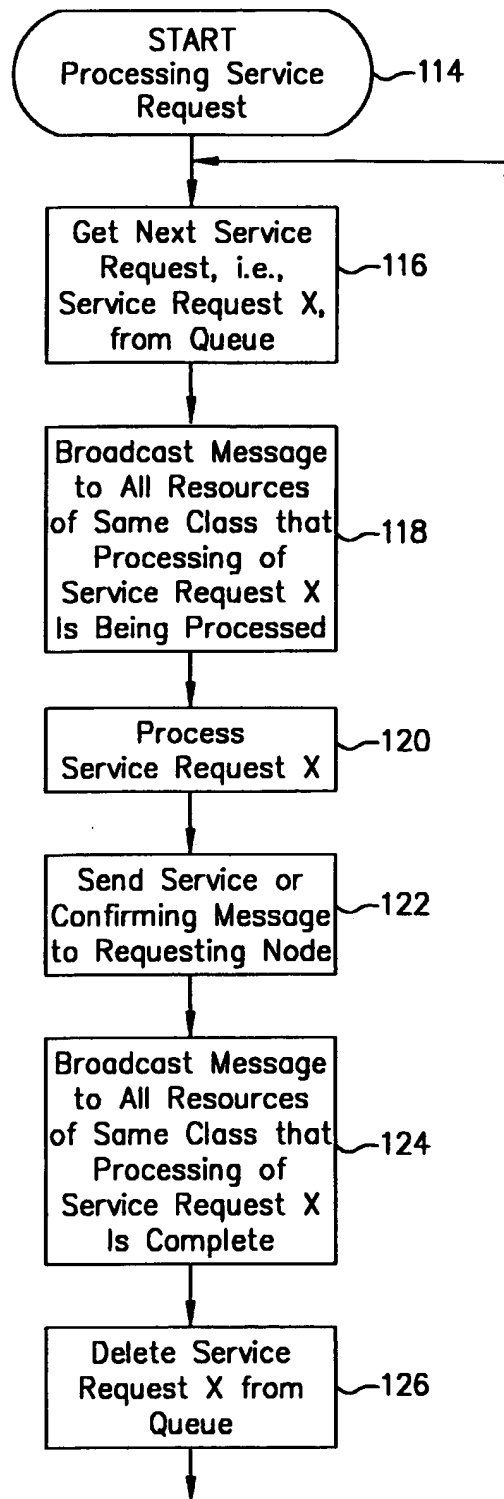 START
Processing Service
Request
114
Get Next Service
Request, i.e.,
Service Request X,
from Queue
116
Broadcast Message
to All Resources
of Same Class that
Processing of
Service Request X
Is Being Processed
118
Process
Service Request X
120
Send Service or
Confirming Message
to Requesting Node
122
Broadcast Message
to All Resources
of Same Class that
Processing of
Service Request X
Is Complete
124
Delete Service
Request X from
Queue
126